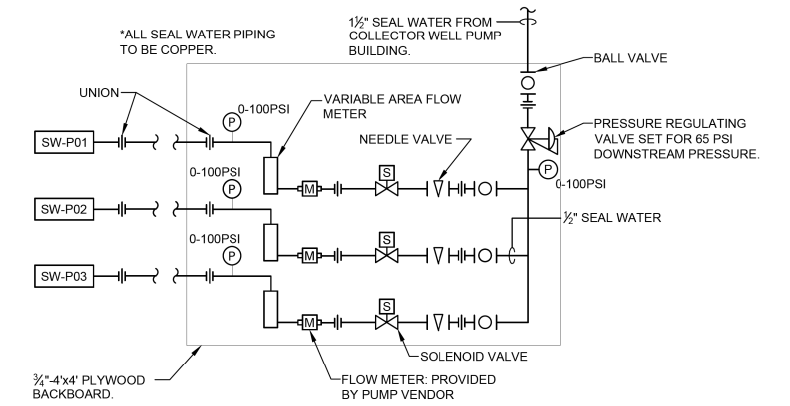 1½" SEAL WATER FROM
COLLECTOR WELL PUMP
BUILDING.
*ALL SEAL WATER PIPING
TO BE COPPER.
BALL VALVE
UNION
0-100PSI
P
VARIABLE AREA FLOW
METER
NEEDLE VALVE
PRESSURE REGULATING
VALVE SET FOR 65 PSI
DOWNSTREAM PRESSURE.
SW-P01
0-100PSI
P
M
S
P
0-100PSI
SW-P02
½" SEAL WATER
0-100PSI
P
M
S
SW-P03
M
S
SOLENOID VALVE
¾"-4'x4' PLYWOOD
BACKBOARD.
FLOW METER: PROVIDED
BY PUMP VENDOR